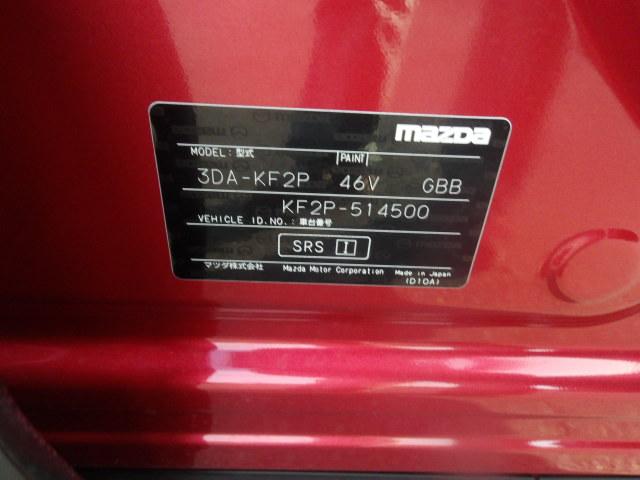 mazda
MODEL: 型式 PAINT
3DA-KF2P 46V GBB
KF2P-514500
VEHICLE ID.NO.: 車台番号
SRS I
マツダ株式会社 Mazda Motor Corporation Made in Japan
(D10A)